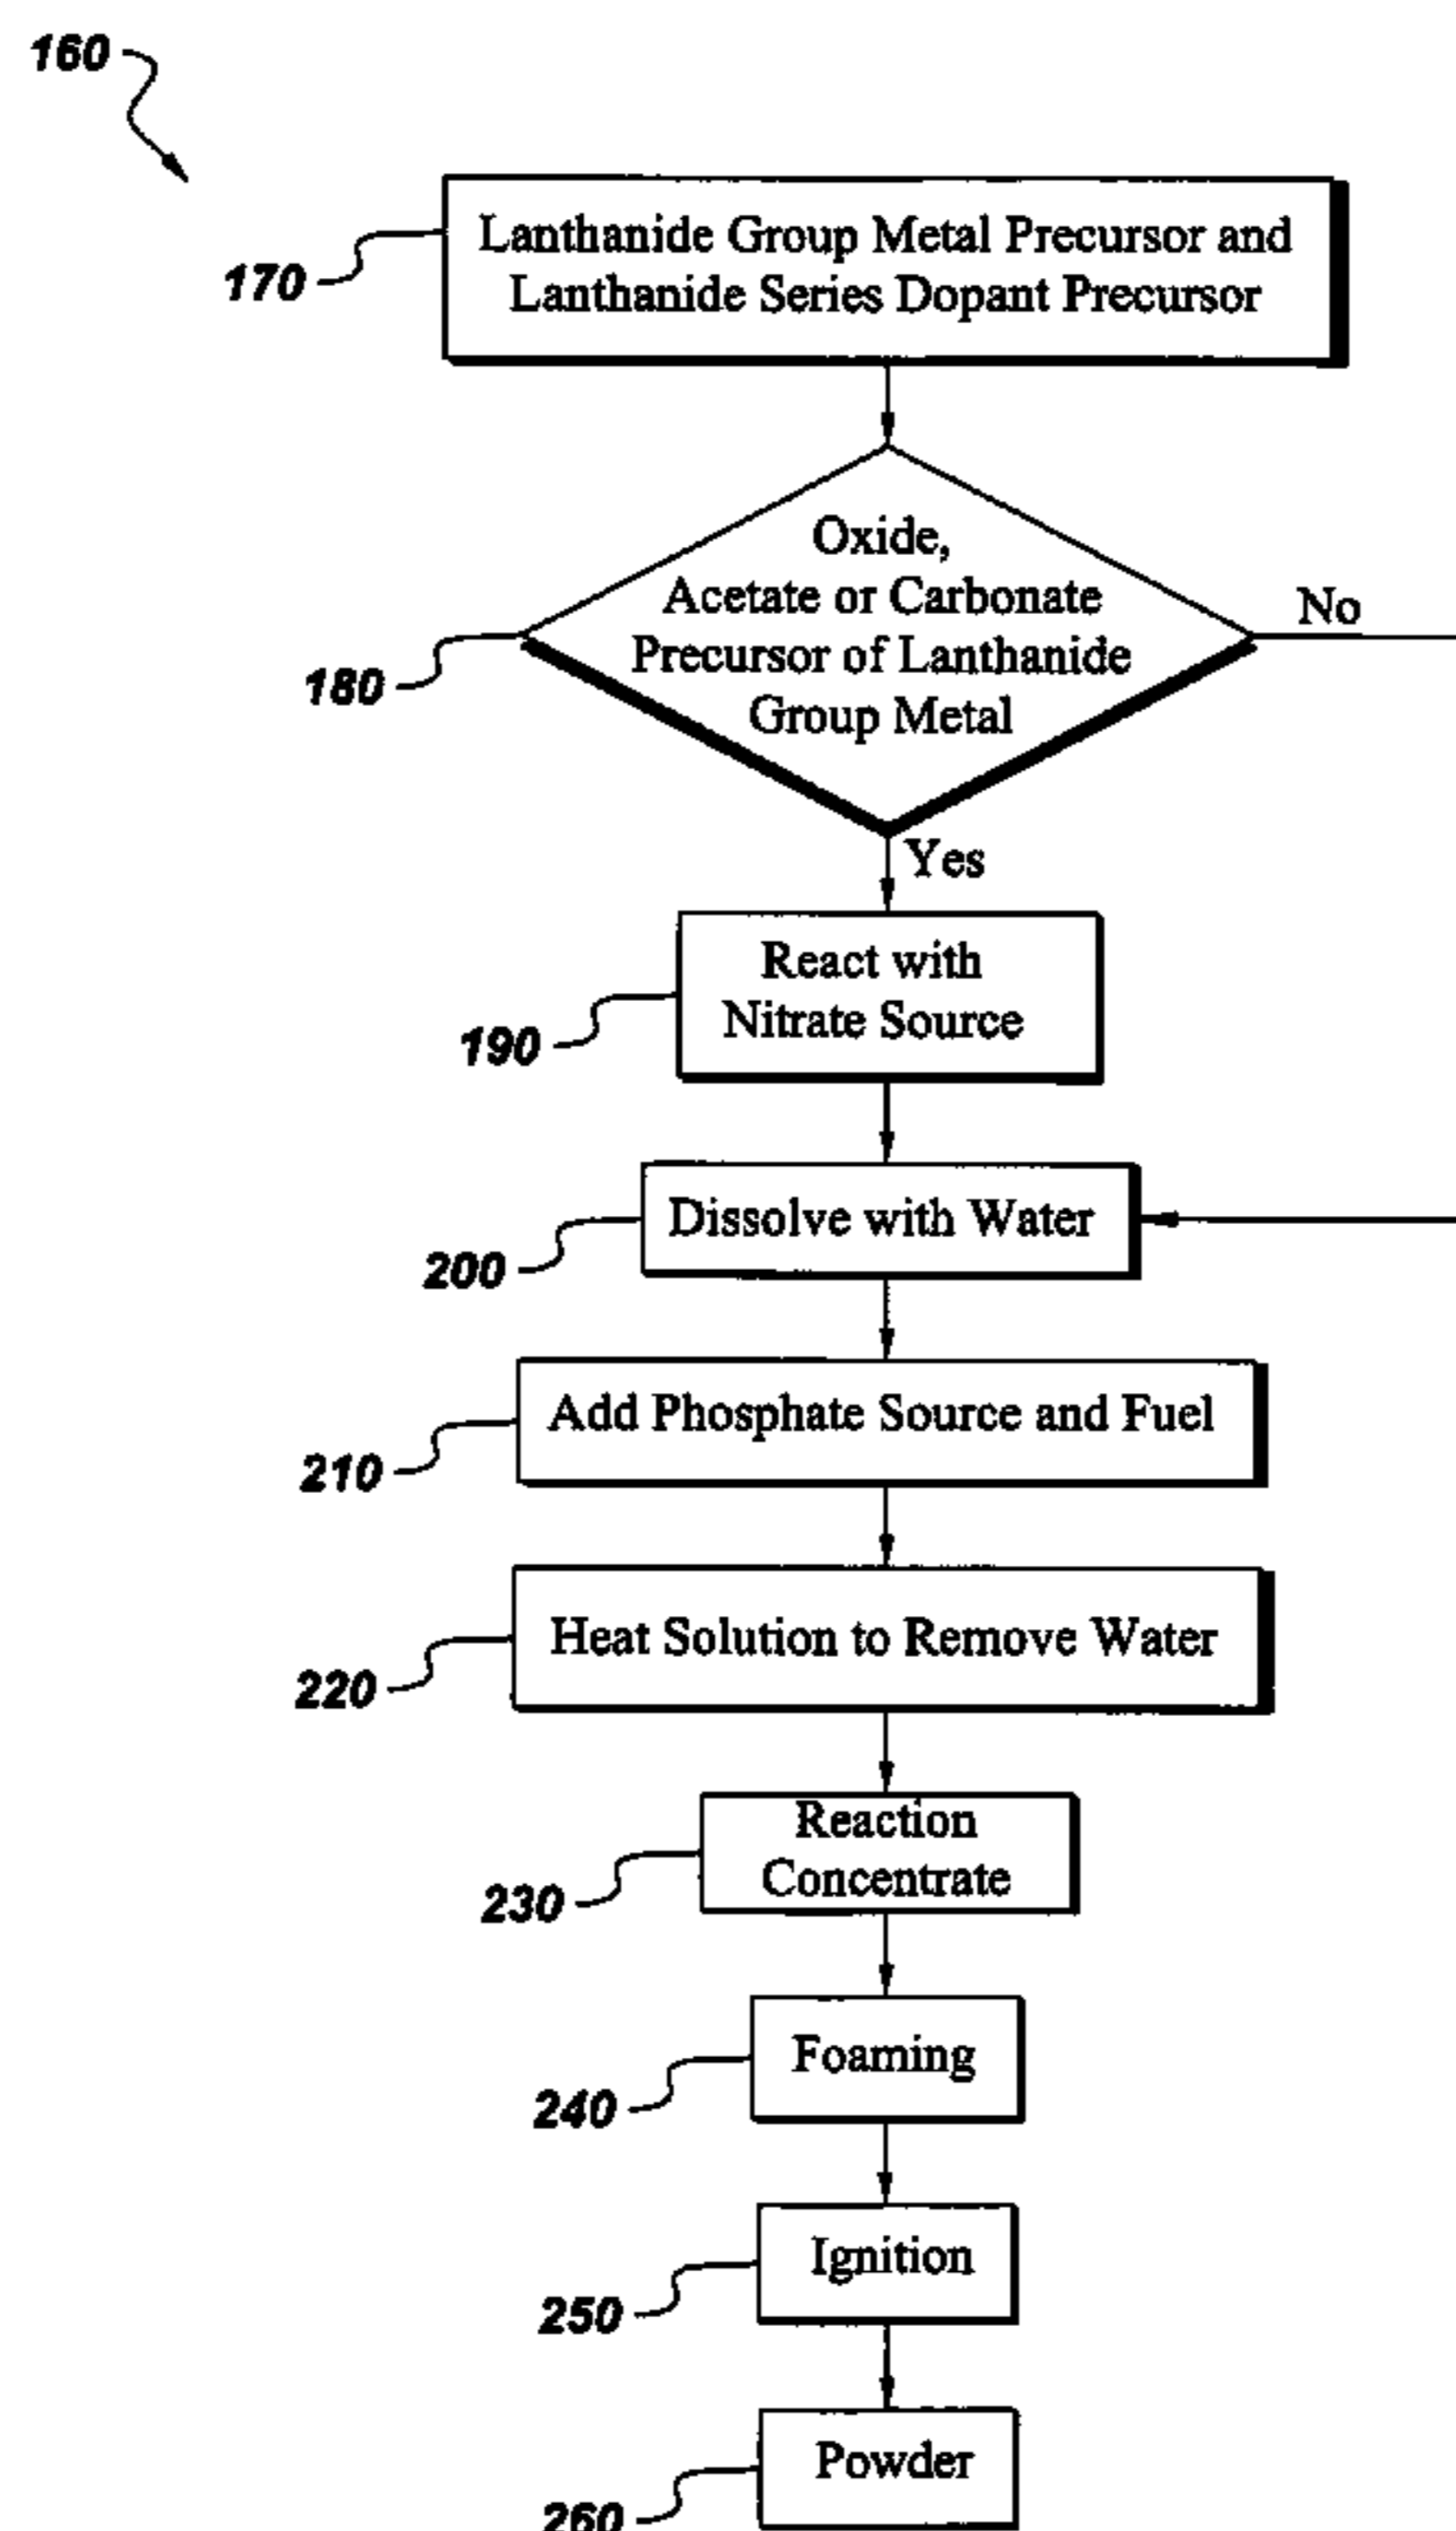 160
Lanthanide Group Metal Precursor and
Lanthanide Series Dopant Precursor
170
Oxide,
Acetate or Carbonate
Precursor of Lanthanide
Group Metal
No
180
Yes
React with
Nitrate Source
190
Dissolve with Water
200
Add Phosphate Source and Fuel
210
Heat Solution to Remove Water
220
Reaction
Concentrate
230
Foaming
240
Ignition
250
Powder
260